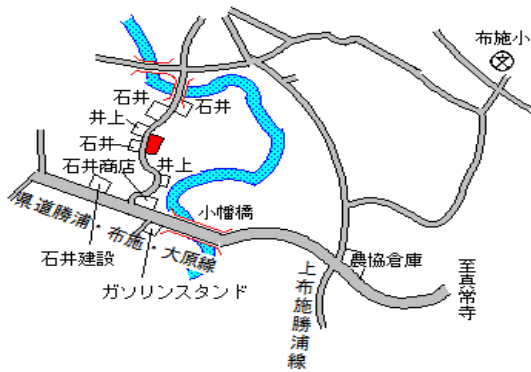 布施小
文
石井
石井
井上
石井
石井商店
井上
小幡橋
県道勝浦・布施・大原線
石井建設
ガソリンスタンド
農協倉庫
上布施勝浦線
至真常寺